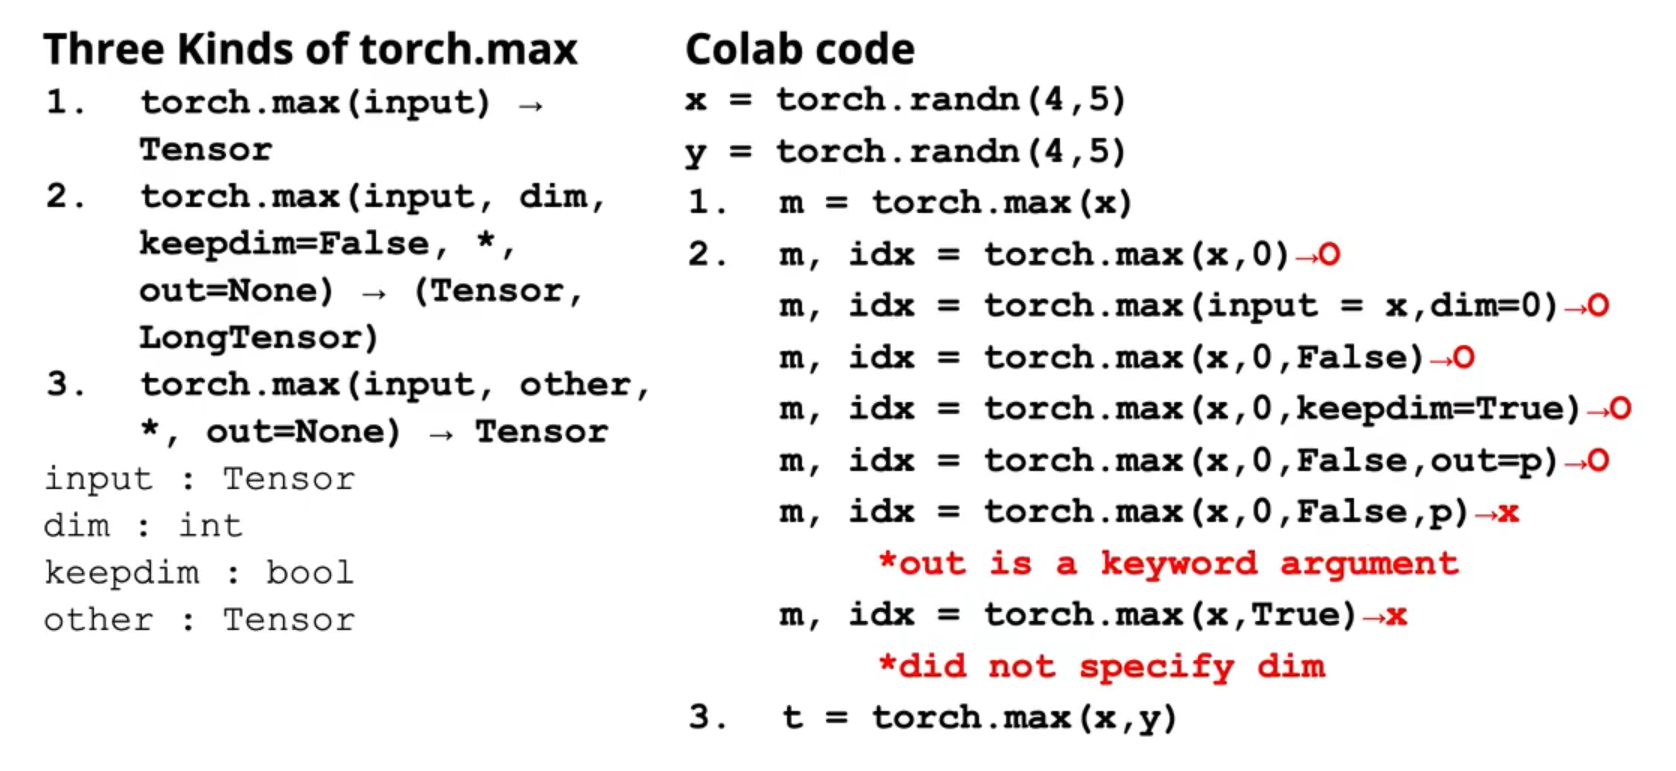 Three Kinds of torch.max
1. torch.max(input) →
Tensor
2. torch.max(input, dim,
keepdim=False, *,
out=None) → (Tensor,
LongTensor)
3. torch.max(input, other,
*, out=None) → Tensor
input : Tensor
dim : int
keepdim : bool
other : Tensor
Colab code
x = torch.randn(4,5)
y = torch.randn(4,5)
1. m = torch.max(x)
2. m, idx = torch.max(x,0)→O
m, idx = torch.max(input = x,dim=0)→O
m, idx = torch.max(x,0,False)→O
m, idx = torch.max(x,0,keepdim=True)→O
m, idx = torch.max(x,0,False,out=p)→O
m, idx = torch.max(x,0,False,p)→x
*out is a keyword argument
m, idx = torch.max(x,True)→x
*did not specify dim
3. t = torch.max(x,y)